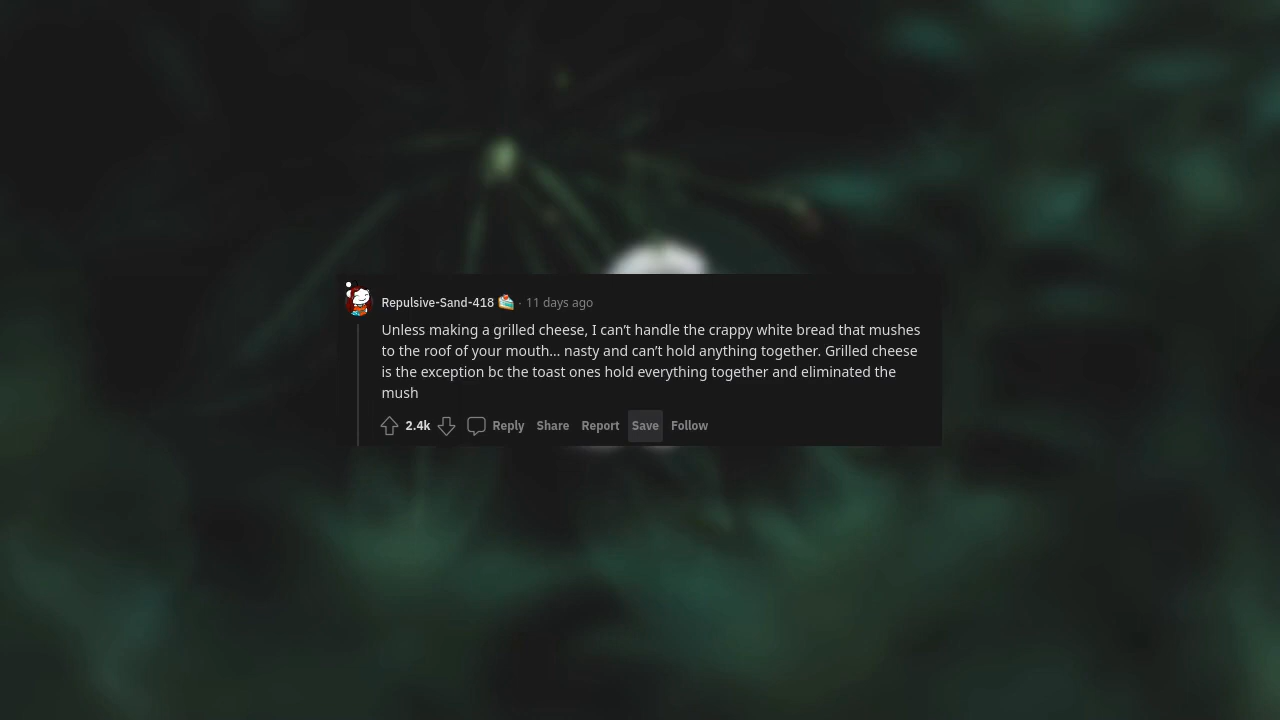 Repulsive-Sand-418 · 11 days ago
Unless making a grilled cheese, I can’t handle the crappy white bread that mushes
to the roof of your mouth... nasty and can’t hold anything together. Grilled cheese
is the exception bc the toast ones hold everything together and eliminated the
mush
2.4k Reply Share Report Save Follow